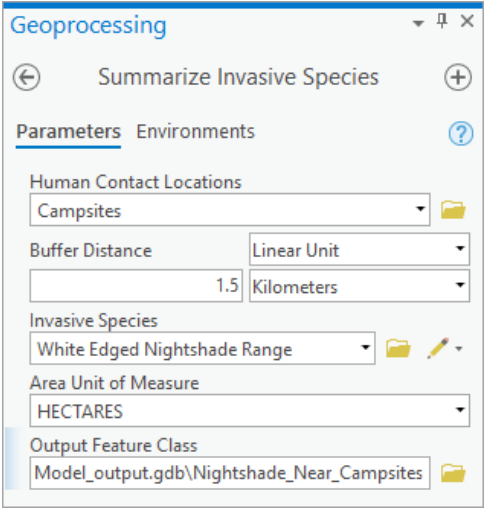 Geoprocessing
Summarize Invasive Species
Parameters Environments
Human Contact Locations
Campsites
Buffer Distance Linear Unit
1.5 Kilometers
Invasive Species
White Edged Nightshade Range
Area Unit of Measure
HECTARES
Output Feature Class
Model_output.gdb\Nightshade_Near_Campsites